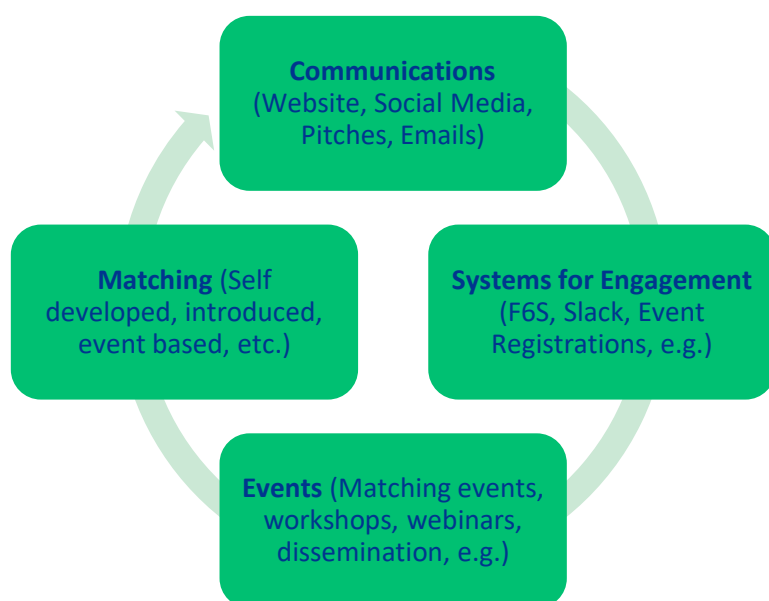 Communications
(Website, Social Media,
Pitches, Emails)
Systems for Engagement
(F6S, Slack, Event
Registrations, e.g.)
Events (Matching events,
workshops, webinars,
dissemination, e.g.)
Matching (Self
developed, introduced,
event based, etc.)